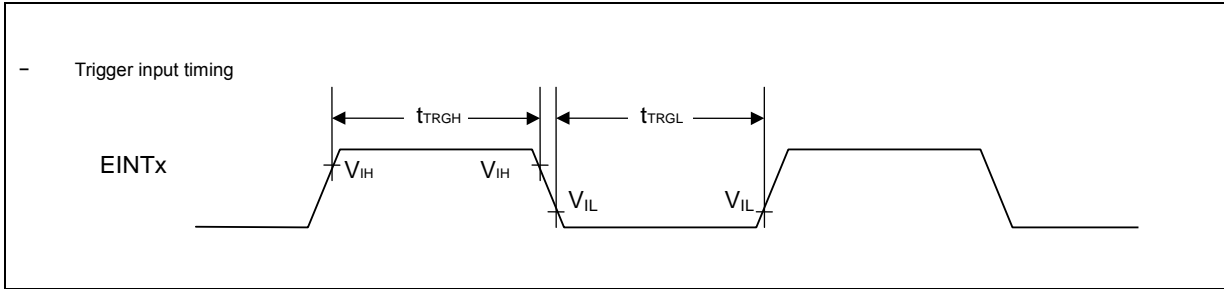 − Trigger input timing
tTRGH tTRGL
EINTx VIH VIH
VIL VIL